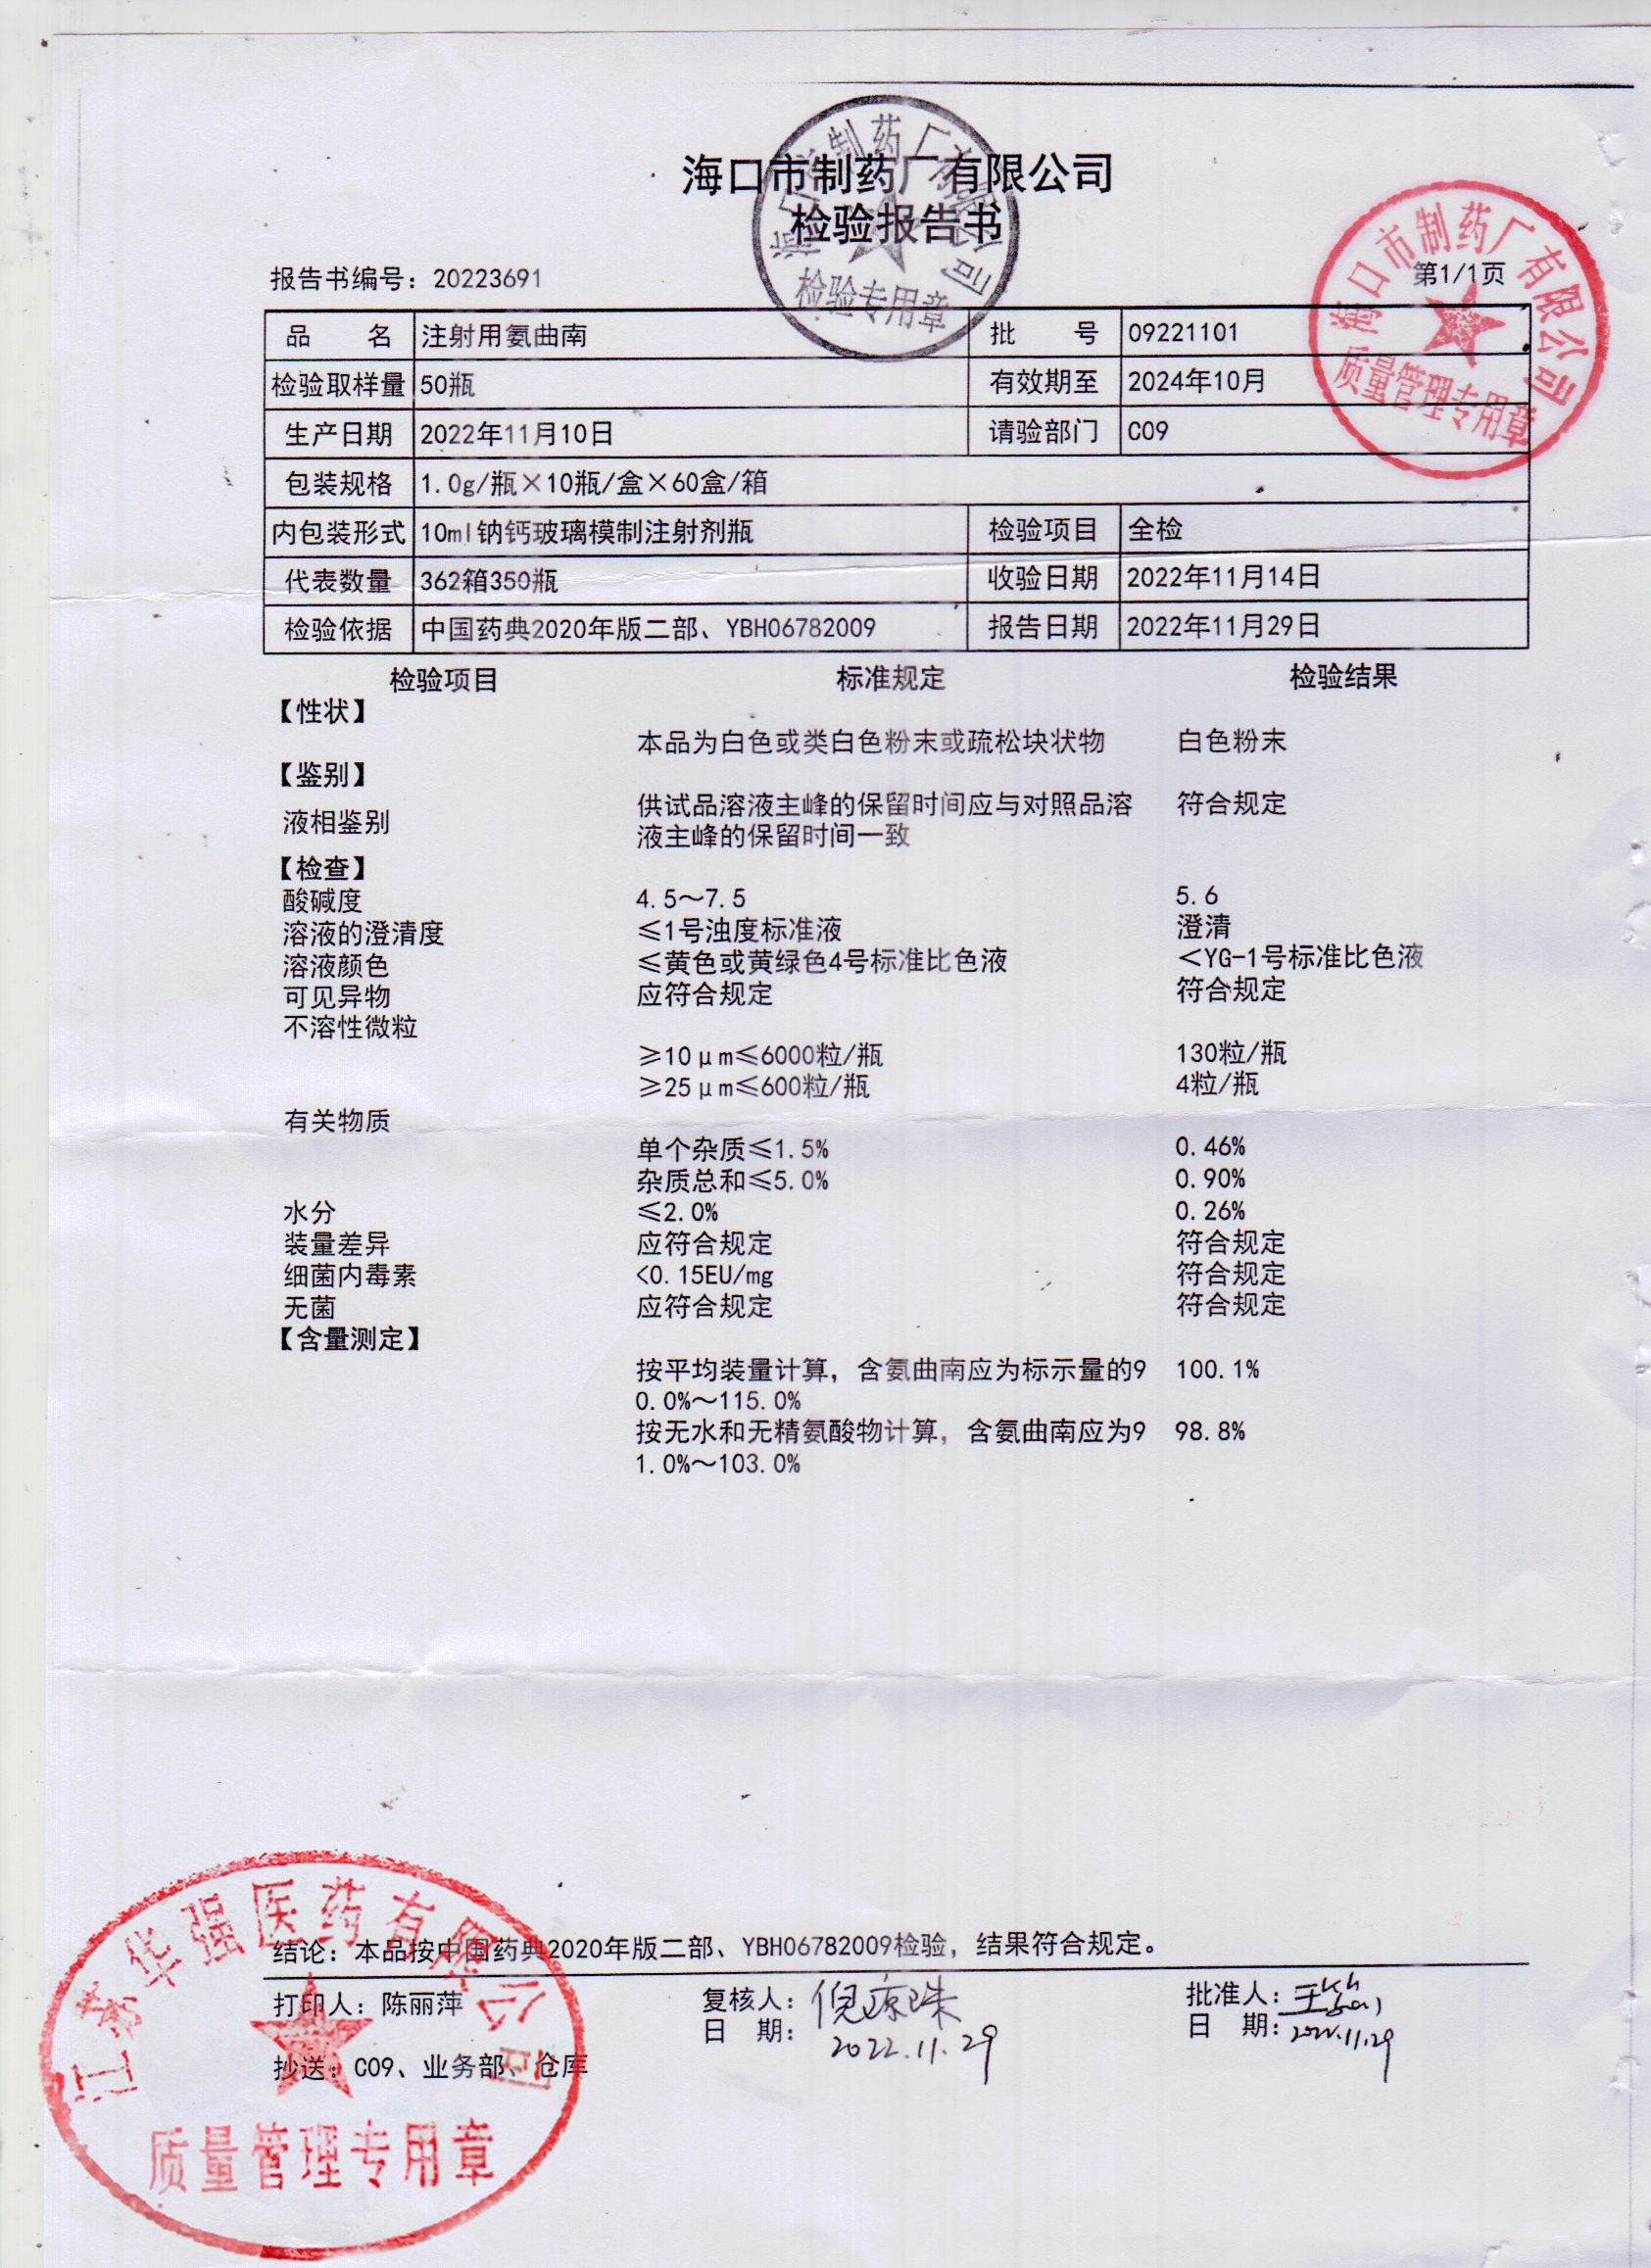 海口市制药厂有限公司
检验报告书
海口市制药厂有限公司
检验专用章
海口市制药厂有限公司
质量管理专用章
报告书编号：20223691
第1/1页
品 名 注射用氨曲南 批 号 09221101
检验取样量 50瓶 有效期至 2024年10月
生产日期 2022年11月10日 请验部门 C09
包装规格 1.0g/瓶×10瓶/盒×60盒/箱
内包装形式 10ml钠钙玻璃模制注射剂瓶 检验项目 全检
代表数量 362箱350瓶 收验日期 2022年11月14日
检验依据 中国药典2020年版二部、YBH06782009 报告日期 2022年11月29日
检验项目 标准规定 检验结果
【性状】
本品为白色或类白色粉末或疏松块状物 白色粉末
【鉴别】
液相鉴别 供试品溶液主峰的保留时间应与对照品溶 符合规定
液主峰的保留时间一致
【检查】
酸碱度 4.5～7.5 5.6
溶液的澄清度 ≤1号浊度标准液 澄清
溶液颜色 ≤黄色或黄绿色4号标准比色液 ＜YG-1号标准比色液
可见异物 应符合规定 符合规定
不溶性微粒
≥10μm≤6000粒/瓶 130粒/瓶
≥25μm≤600粒/瓶 4粒/瓶
有关物质
单个杂质≤1.5% 0.46%
杂质总和≤5.0% 0.90%
水分 ≤2.0% 0.26%
装量差异 应符合规定 符合规定
细菌内毒素 <0.15EU/mg 符合规定
无菌 应符合规定 符合规定
【含量测定】
按平均装量计算，含氨曲南应为标示量的9 100.1%
0.0%～115.0%
按无水和无精氨酸物计算，含氨曲南应为9 98.8%
1.0%～103.0%
结论：本品按中国药典2020年版二部、YBH06782009检验，结果符合规定。
打印人：陈丽萍 复核人：倪琼珠 批准人：
日 期：2022.11.29 日 期：2022.11.29
抄送：C09、业务部、仓库
江苏华强医药有限公司
质量管理专用章